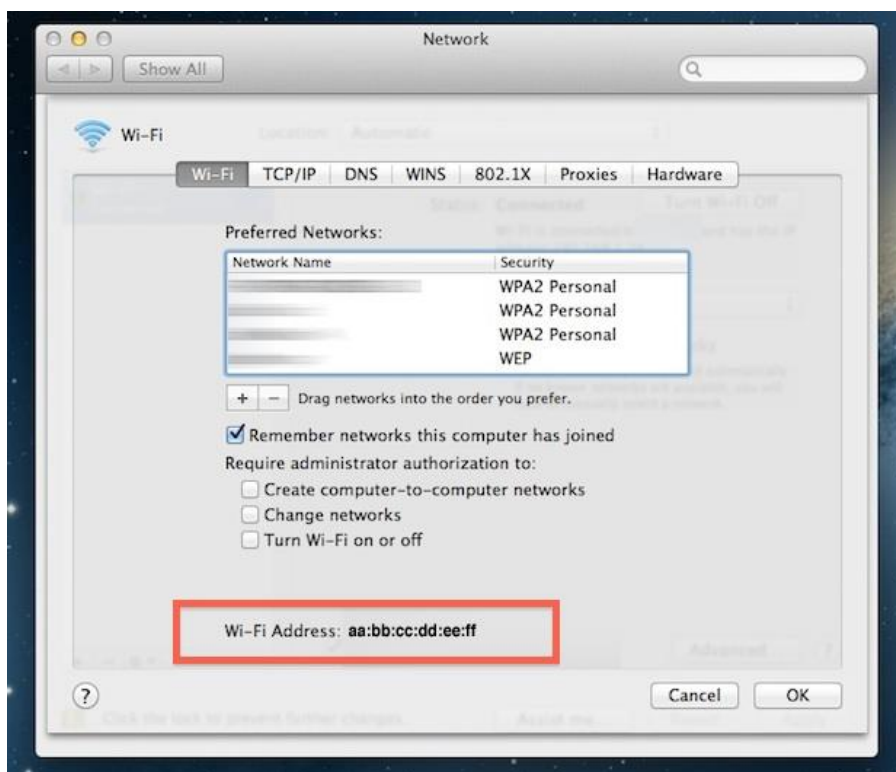 Network
Show All
Wi-Fi
Wi-Fi TCP/IP DNS WINS 802.1X Proxies Hardware
Preferred Networks:
Network Name Security
WPA2 Personal
WPA2 Personal
WPA2 Personal
WEP
+ − Drag networks into the order you prefer.
Remember networks this computer has joined
Require administrator authorization to:
Create computer-to-computer networks
Change networks
Turn Wi-Fi on or off
Wi-Fi Address: aa:bb:cc:dd:ee:ff
? Cancel OK